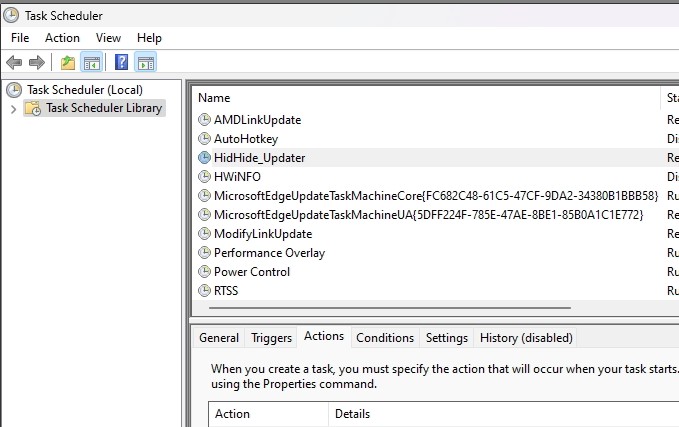 Task Scheduler
File Action View Help
Task Scheduler (Local)
Task Scheduler Library
Name Sta
AMDLinkUpdate Re
AutoHotkey Dis
HidHide_Updater Re
HWiNFO Dis
MicrosoftEdgeUpdateTaskMachineCore{FC682C48-61C5-47CF-9DA2-34380B1BBB58} Ru
MicrosoftEdgeUpdateTaskMachineUA{5DFF224F-785E-47AE-8BE1-85B0A1C1E772} Ru
ModifyLinkUpdate Re
Performance Overlay Ru
Power Control Ru
RTSS Ru
General Triggers Actions Conditions Settings History (disabled)
When you create a task, you must specify the action that will occur when your task starts.
using the Properties command.
Action Details